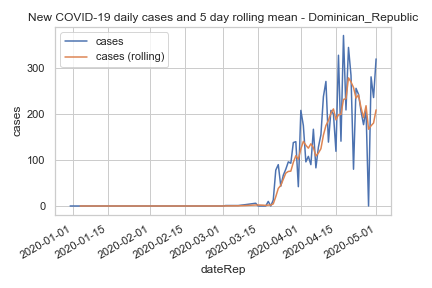 New COVID-19 daily cases and 5 day rolling mean - Dominican_Republic
cases
cases (rolling)
300
200
100
0
cases
2020-01-01
2020-01-15
2020-02-01
2020-02-15
2020-03-01
2020-03-15
2020-04-01
2020-04-15
2020-05-01
dateRep